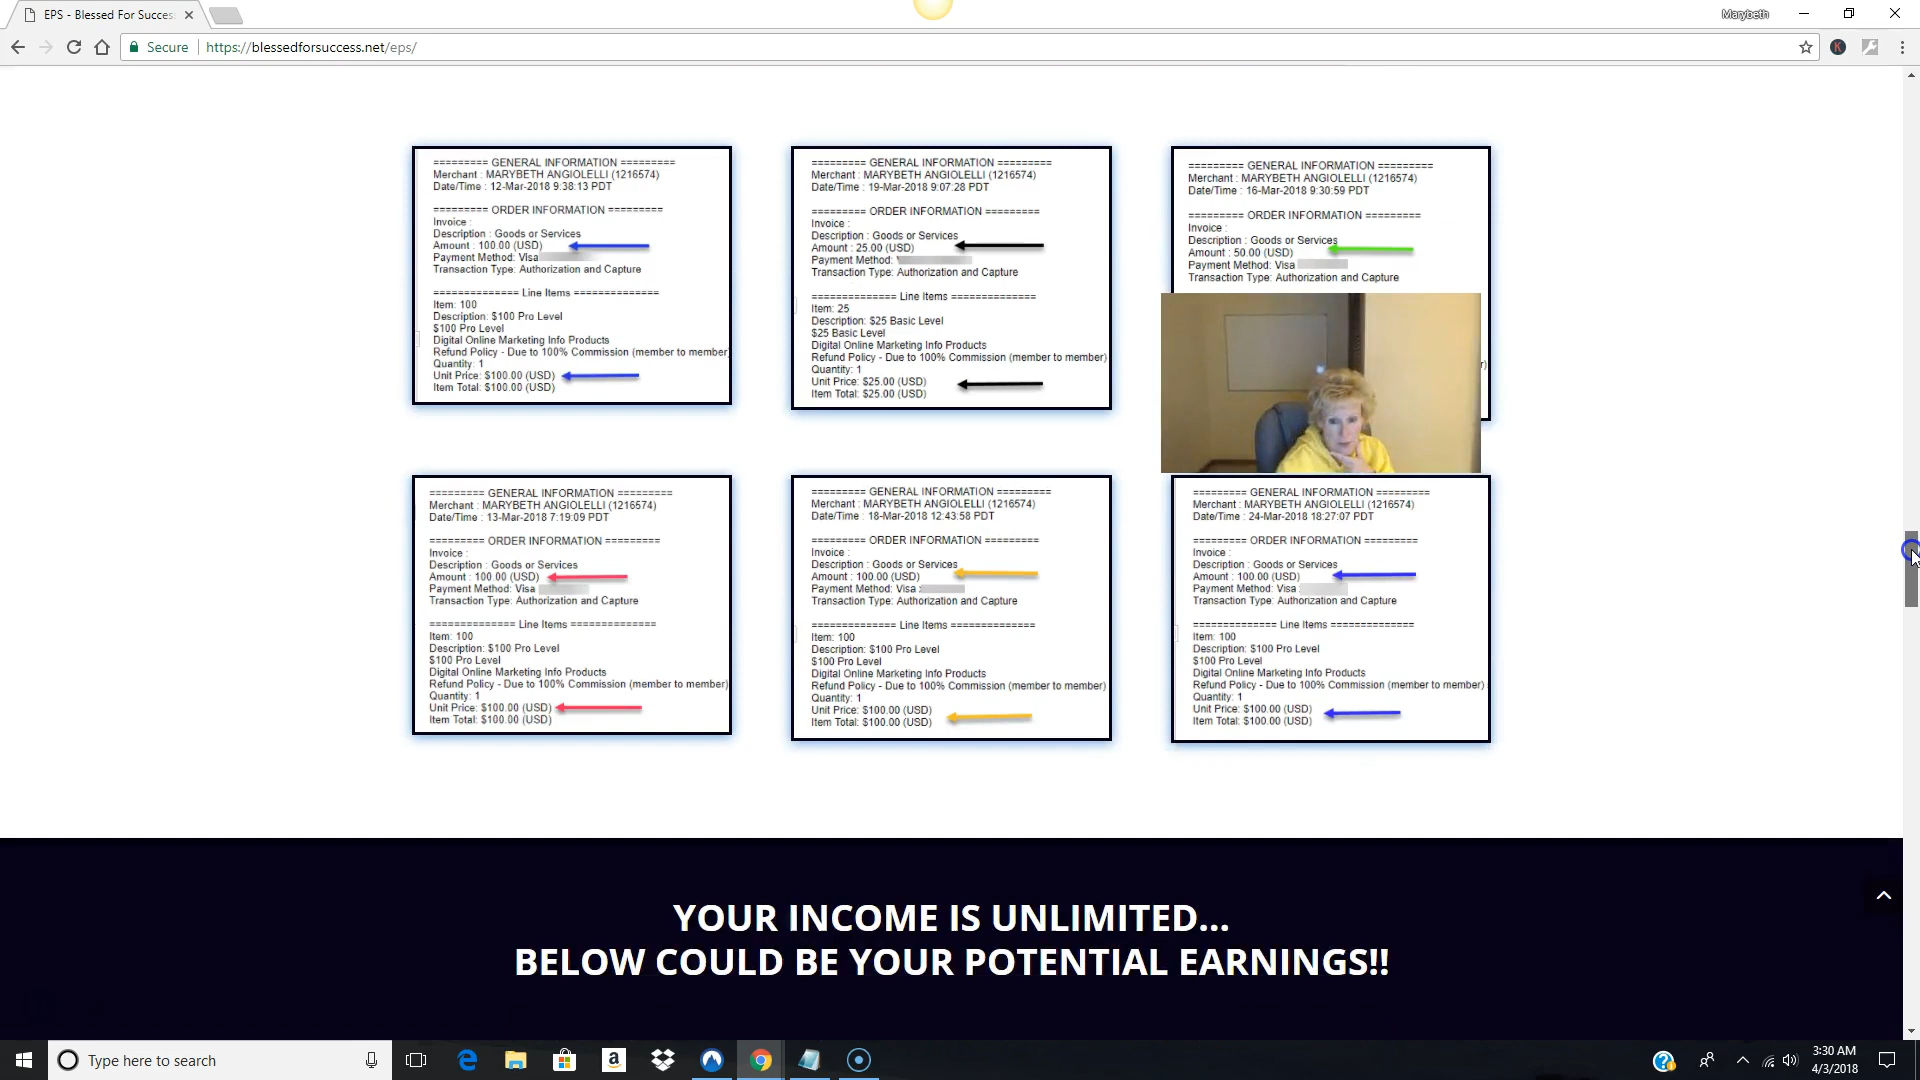 EPS - Blessed For Succes
Marybeth
Secure
https://blessedforsuccess.net/eps/
K
========= GENERAL INFORMATION =========
Merchant : MARYBETH ANGIOLELLI (1216574)
Date/Time : 12-Mar-2018 9:38:13 PDT
========= ORDER INFORMATION =========
Invoice :
Description : Goods or Services
Amount : 100.00 (USD)
Payment Method: Visa
Transaction Type: Authorization and Capture
============== Line Items ==============
Item: 100
Description: $100 Pro Level
$100 Pro Level
Digital Online Marketing Info Products
Refund Policy - Due to 100% Commission (member to member)
Quantity: 1
Unit Price: $100.00 (USD)
Item Total: $100.00 (USD)
========= GENERAL INFORMATION =========
Merchant : MARYBETH ANGIOLELLI (1216574)
Date/Time : 19-Mar-2018 9:07:28 PDT
========= ORDER INFORMATION =========
Invoice :
Description : Goods or Services
Amount : 25.00 (USD)
Payment Method:
Transaction Type: Authorization and Capture
============== Line Items ==============
Item: 25
Description: $25 Basic Level
$25 Basic Level
Digital Online Marketing Info Products
Refund Policy - Due to 100% Commission (member to member)
Quantity: 1
Unit Price: $25.00 (USD)
Item Total: $25.00 (USD)
========= GENERAL INFORMATION =========
Merchant : MARYBETH ANGIOLELLI (1216574)
Date/Time : 16-Mar-2018 9:30:59 PDT
========= ORDER INFORMATION =========
Invoice :
Description : Goods or Services
Amount : 50.00 (USD)
Payment Method: Visa
Transaction Type: Authorization and Capture
========= GENERAL INFORMATION =========
Merchant : MARYBETH ANGIOLELLI (1216574)
Date/Time : 13-Mar-2018 7:19:09 PDT
========= ORDER INFORMATION =========
Invoice :
Description : Goods or Services
Amount : 100.00 (USD)
Payment Method: Visa
Transaction Type: Authorization and Capture
============== Line Items ==============
Item: 100
Description: $100 Pro Level
$100 Pro Level
Digital Online Marketing Info Products
Refund Policy - Due to 100% Commission (member to member)
Quantity: 1
Unit Price: $100.00 (USD)
Item Total: $100.00 (USD)
========= GENERAL INFORMATION =========
Merchant : MARYBETH ANGIOLELLI (1216574)
Date/Time : 18-Mar-2018 12:43:58 PDT
========= ORDER INFORMATION =========
Invoice :
Description : Goods or Services
Amount : 100.00 (USD)
Payment Method: Visa
Transaction Type: Authorization and Capture
============== Line Items ==============
Item: 100
Description: $100 Pro Level
$100 Pro Level
Digital Online Marketing Info Products
Refund Policy - Due to 100% Commission (member to member)
Quantity: 1
Unit Price: $100.00 (USD)
Item Total: $100.00 (USD)
========= GENERAL INFORMATION =========
Merchant : MARYBETH ANGIOLELLI (1216574)
Date/Time : 24-Mar-2018 18:27:07 PDT
========= ORDER INFORMATION =========
Invoice :
Description : Goods or Services
Amount : 100.00 (USD)
Payment Method: Visa
Transaction Type: Authorization and Capture
============== Line Items ==============
Item: 100
Description: $100 Pro Level
$100 Pro Level
Digital Online Marketing Info Products
Refund Policy - Due to 100% Commission (member to member)
Quantity: 1
Unit Price: $100.00 (USD)
Item Total: $100.00 (USD)
YOUR INCOME IS UNLIMITED...
BELOW COULD BE YOUR POTENTIAL EARNINGS!!
Type here to search
3:30 AM
4/3/2018